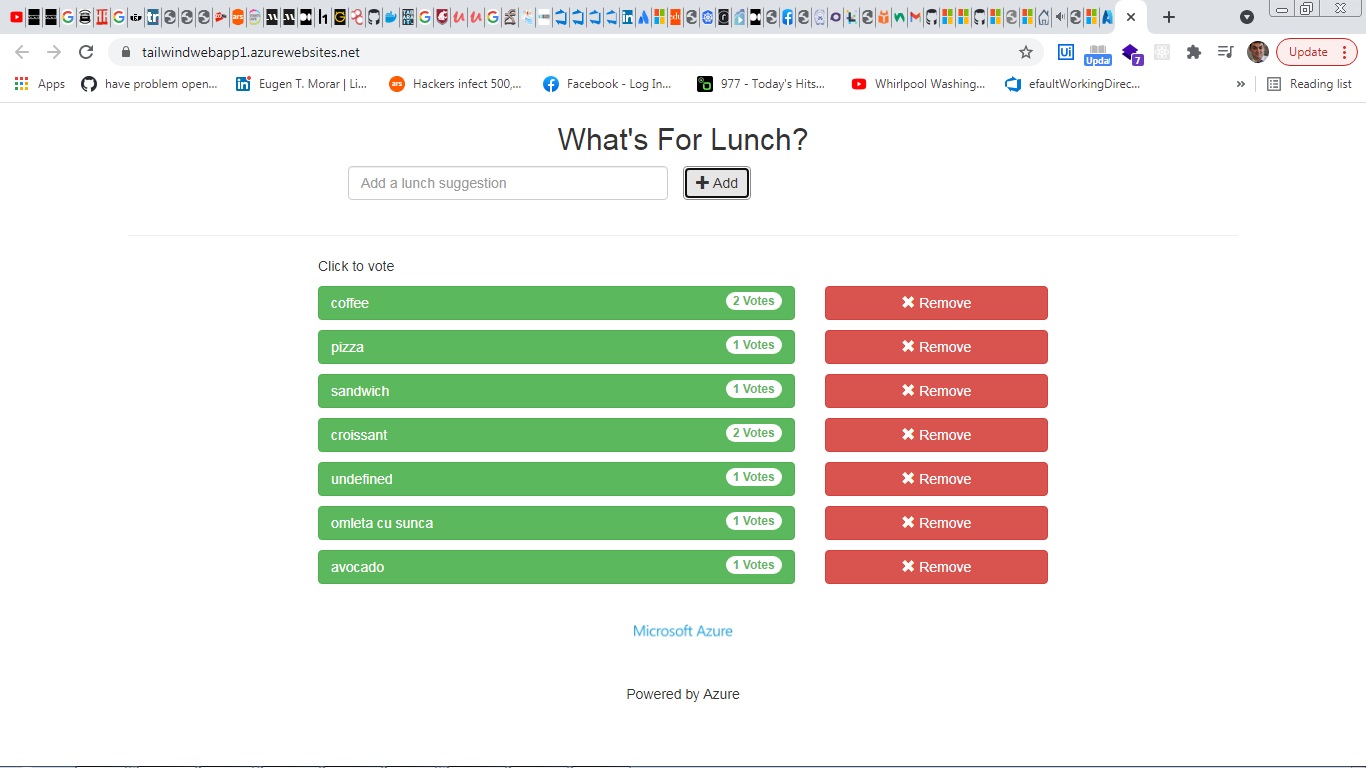 tailwindwebapp1.azurewebsites.net
Update
Upda
7
Apps
have problem open...
Eugen T. Morar | Li...
Hackers infect 500,...
Facebook - Log In...
977 - Today's Hits...
Whirlpool Washing...
efaultWorkingDirec...
»
Reading list
What's For Lunch?
Add a lunch suggestion
Add
Click to vote
coffee 2 Votes Remove
pizza 1 Votes Remove
sandwich 1 Votes Remove
croissant 2 Votes Remove
undefined 1 Votes Remove
omleta cu sunca 1 Votes Remove
avocado 1 Votes Remove
Microsoft Azure
Powered by Azure